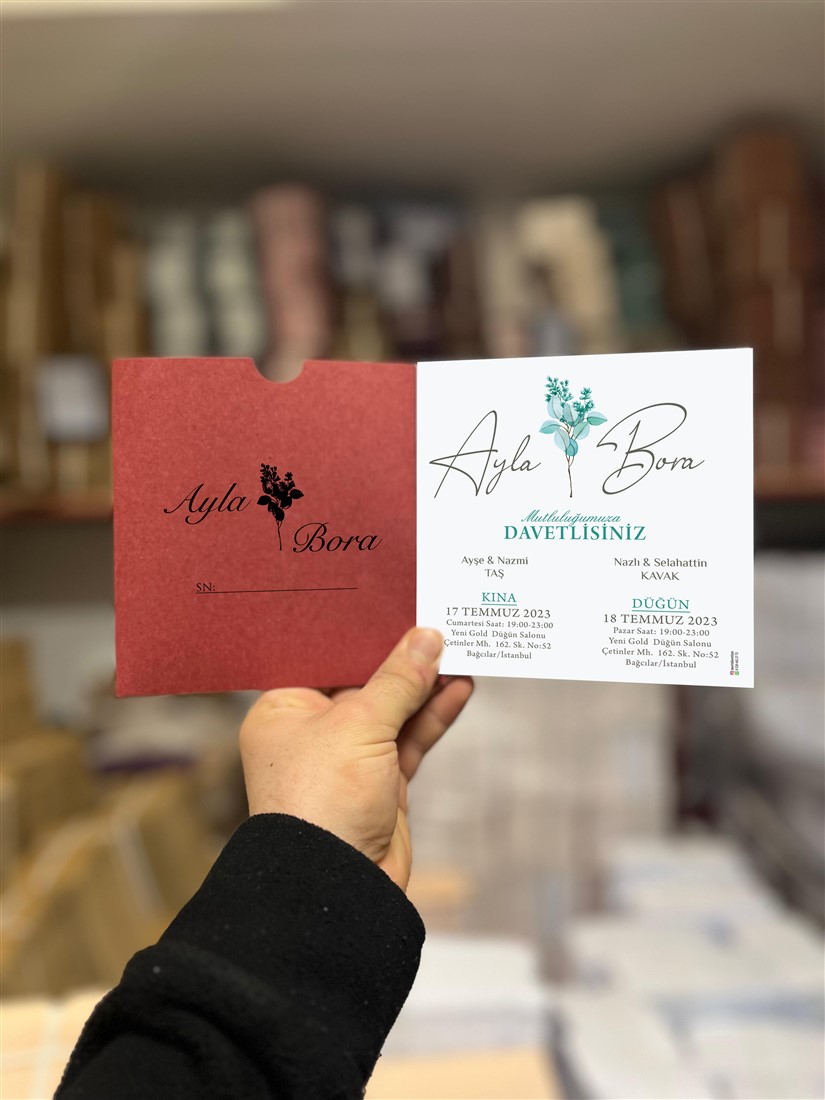 Ayla
Bora
SN:
Ayla Bora
Mutluluğumuza
DAVETLİSİNİZ
Ayşe & Nazmi
TAŞ
KINA
17 TEMMUZ 2023
Cumartesi Saat: 19:00-23:00
Yeni Gold Düğün Salonu
Çetinler Mh. 162. Sk. No:52
Bağcılar/İstanbul
Nazlı & Selahattin
KAVAK
DÜĞÜN
18 TEMMUZ 2023
Pazar Saat: 19:00-23:00
Yeni Gold Düğün Salonu
Çetinler Mh. 162. Sk. No:52
Bağcılar/İstanbul